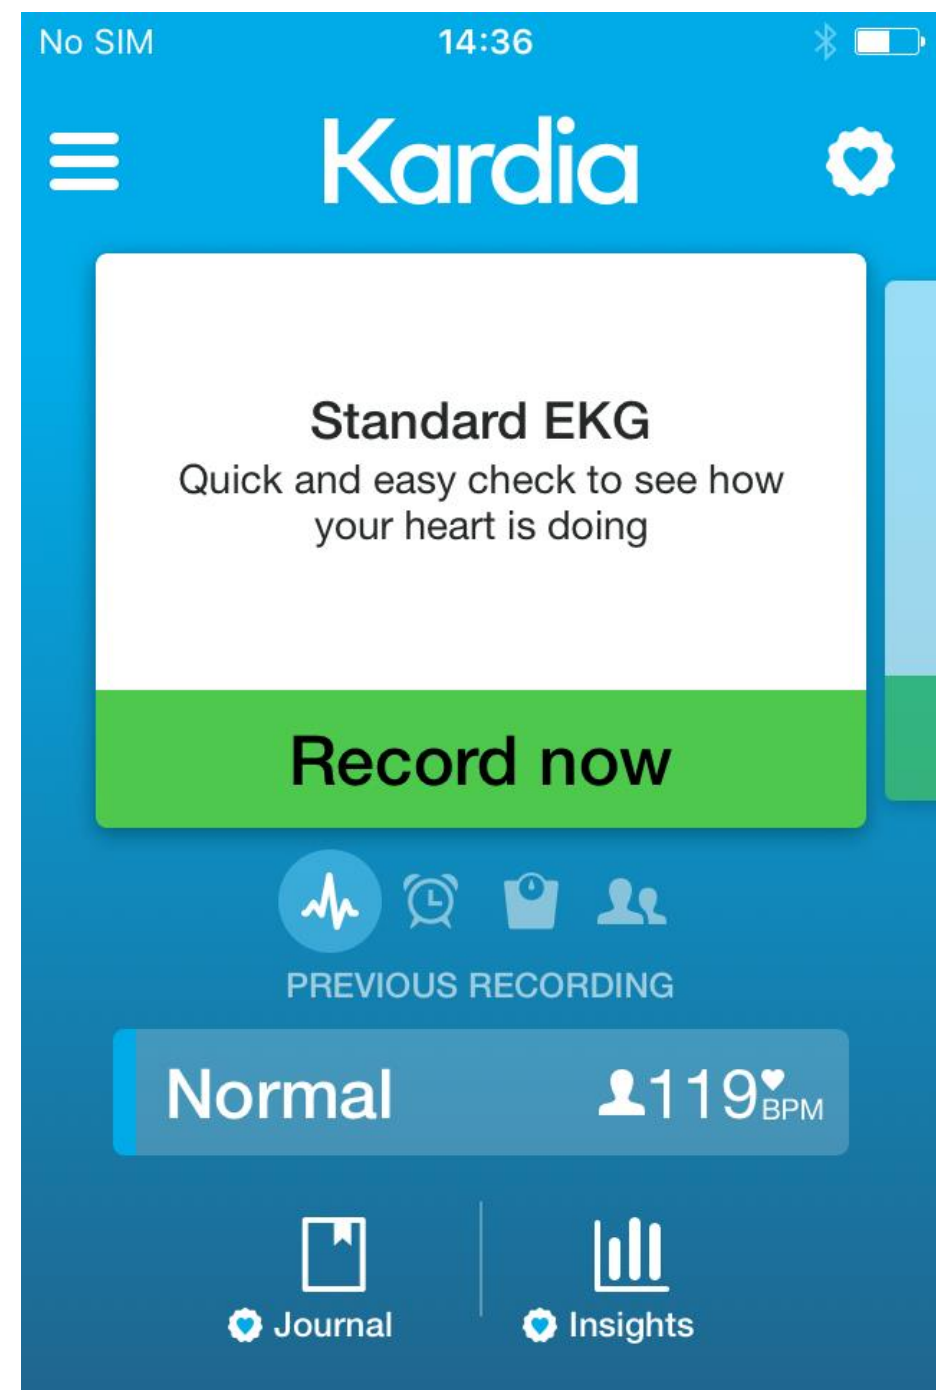 No SIM 14:36
Kardia
Standard EKG
Quick and easy check to see how
your heart is doing
Record now
PREVIOUS RECORDING
Normal 119 BPM
Journal Insights